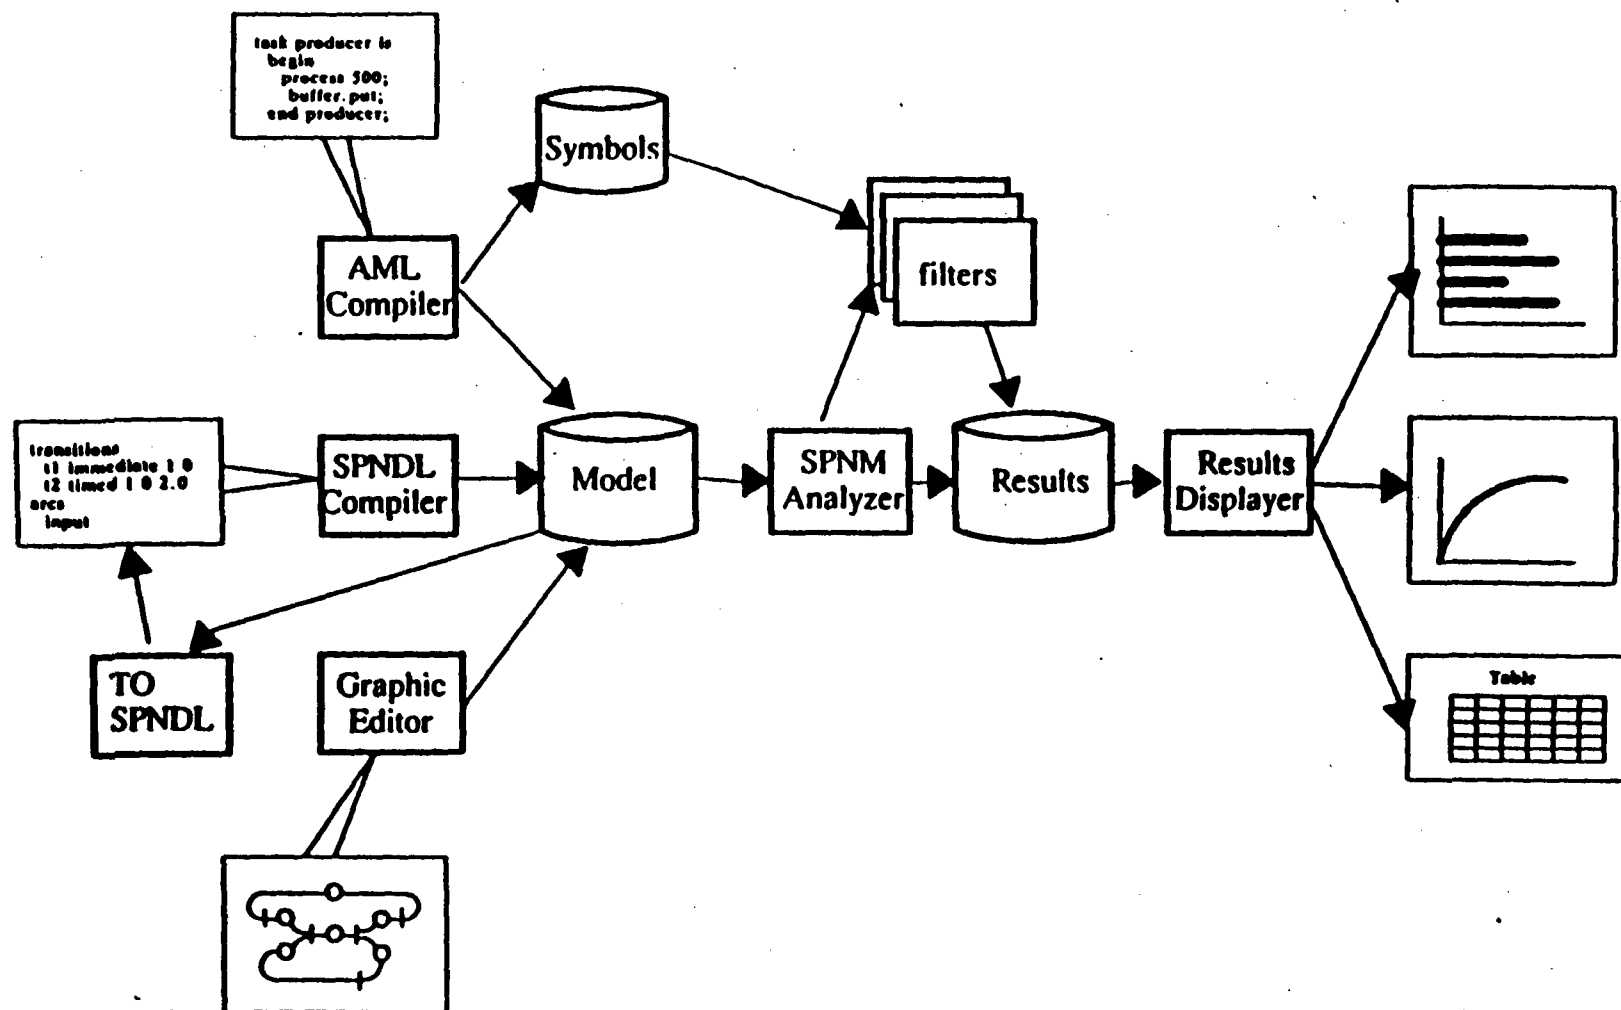 task producer is
begin
process 500;
buffer.put;
end producer;
Symbols
AML
Compiler
filters
transitions
t1 immediate 1 0
t2 timed 1 0 2.0
arcs
input
SPNDL
Compiler
Model
SPNM
Analyzer
Results
Results
Displayer
TO
SPNDL
Graphic
Editor
Table